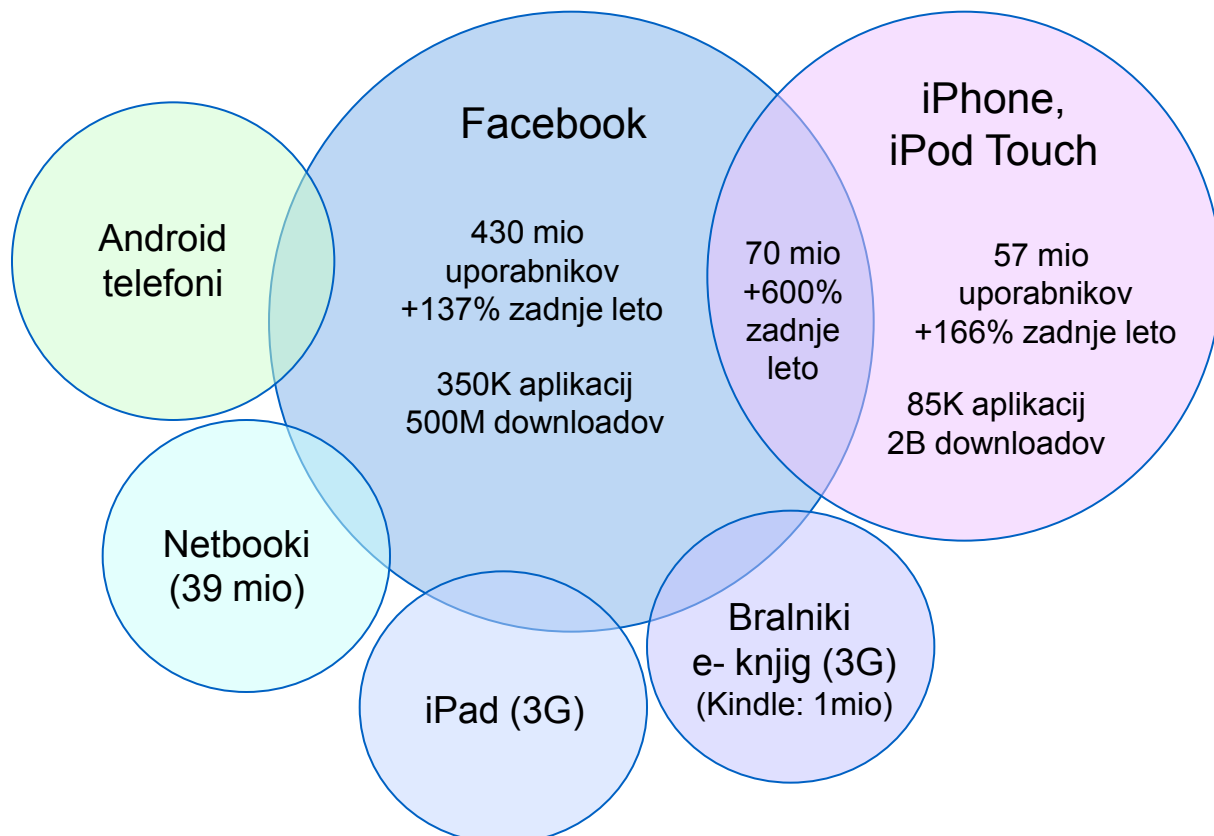 Facebook
430 mio
uporabnikov
+137% zadnje leto
350K aplikacij
500M downloadov
iPhone,
iPod Touch
57 mio
uporabnikov
+166% zadnje leto
85K aplikacij
2B downloadov
70 mio
+600%
zadnje
leto
Android
telefoni
Netbooki
(39 mio)
iPad (3G)
Bralniki
e- knjig (3G)
(Kindle: 1mio)